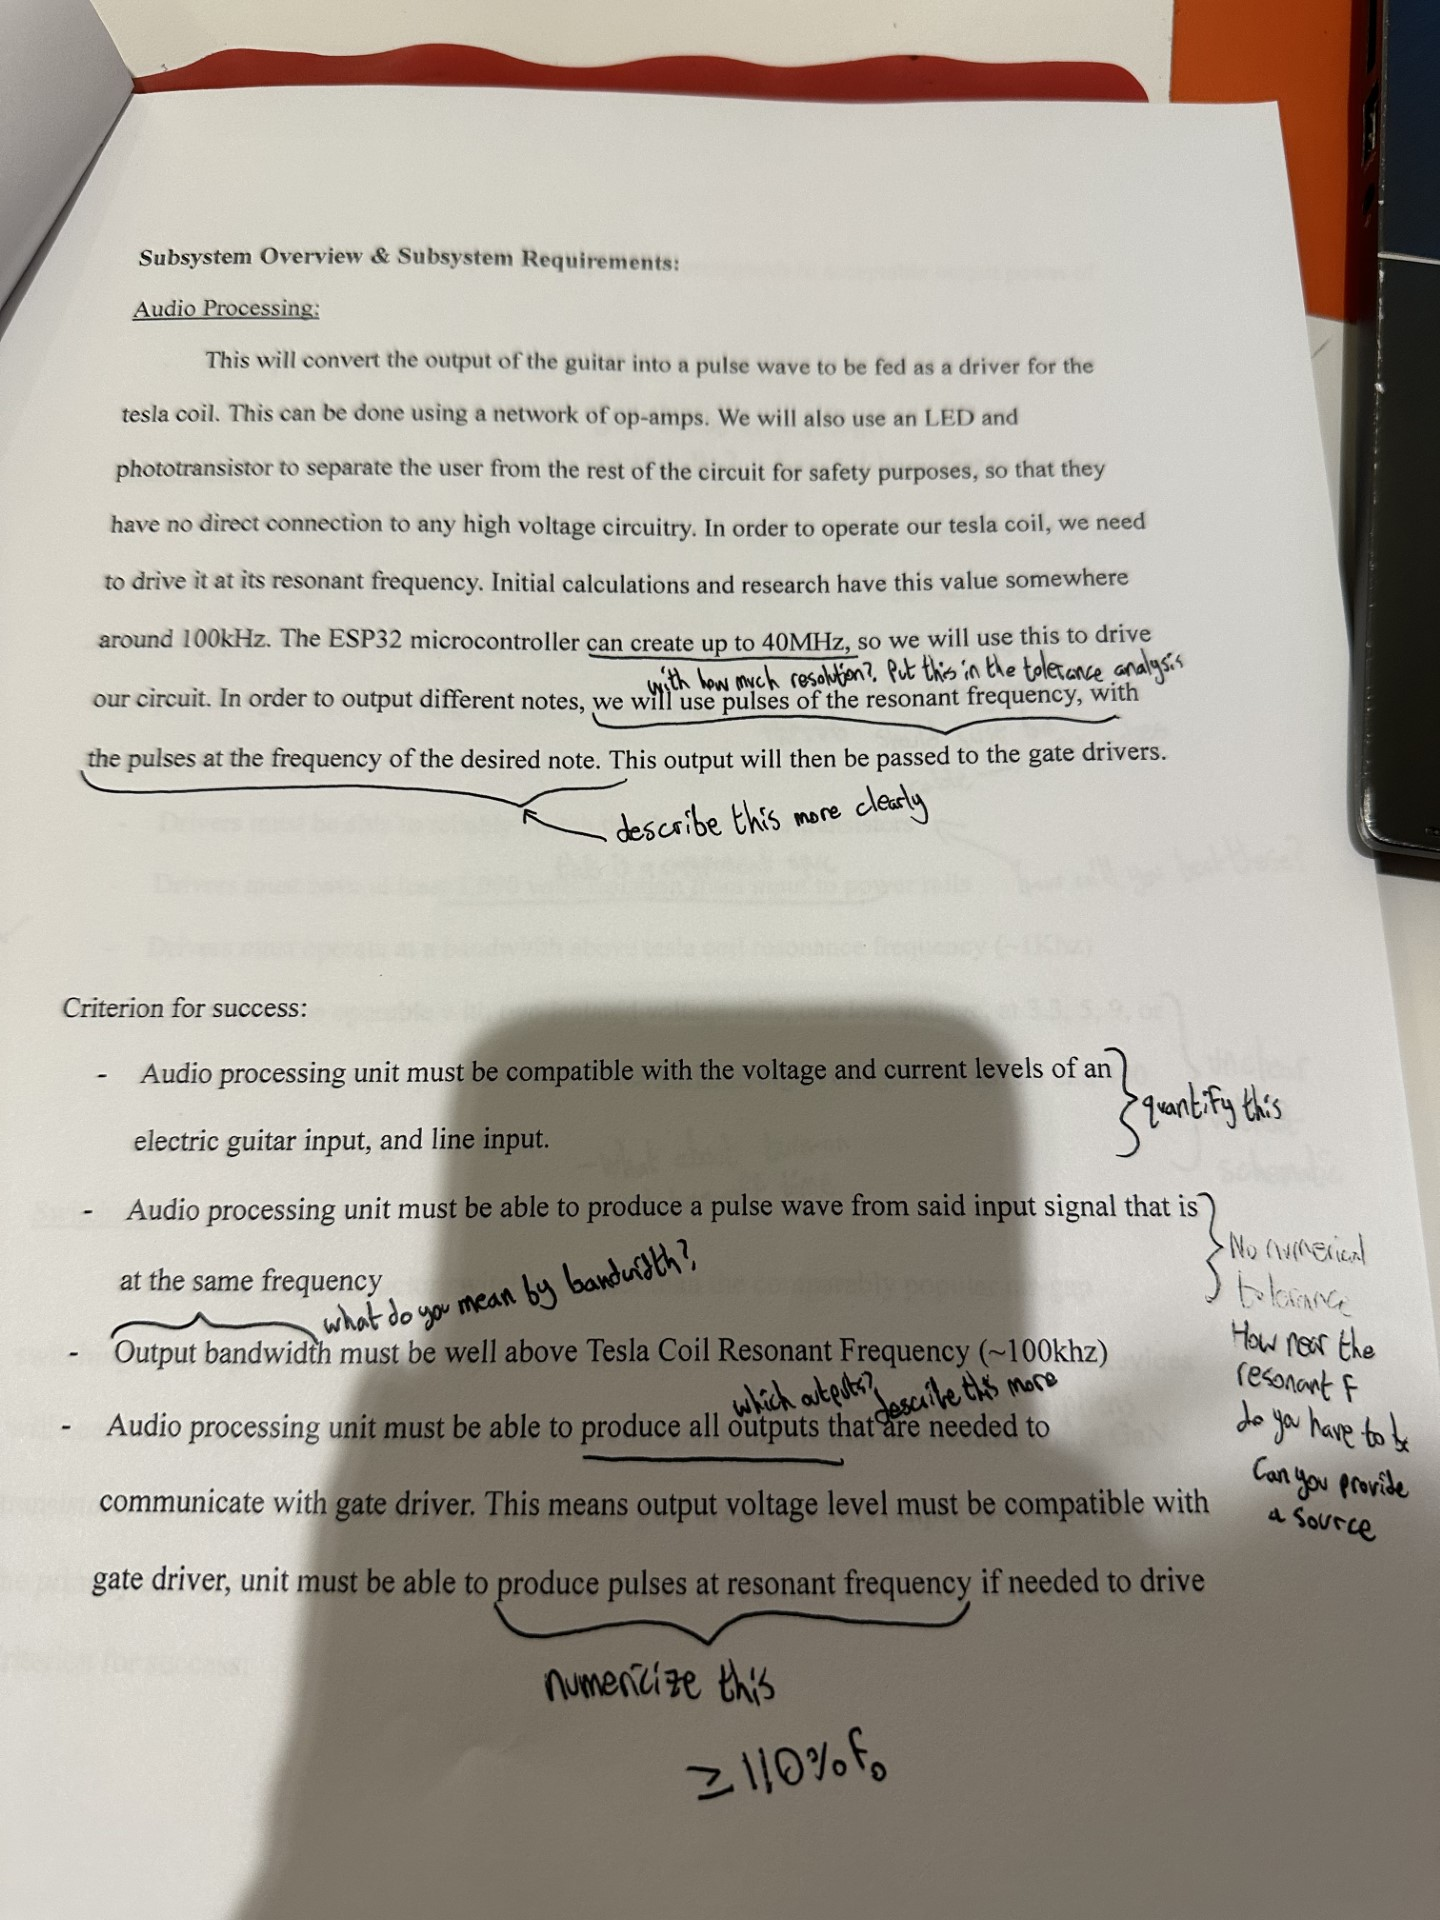 Subsystem Overview & Subsystem Requirements:
Audio Processing:
This will convert the output of the guitar into a pulse wave to be fed as a driver for the
tesla coil. This can be done using a network of op-amps. We will also use an LED and
phototransistor to separate the user from the rest of the circuit for safety purposes, so that they
have no direct connection to any high voltage circuitry. In order to operate our tesla coil, we need
to drive it at its resonant frequency. Initial calculations and research have this value somewhere
around 100kHz. The ESP32 microcontroller can create up to 40MHz, so we will use this to drive
with how much resolution? Put this in the tolerance analysis
our circuit. In order to output different notes, we will use pulses of the resonant frequency, with
the pulses at the frequency of the desired note. This output will then be passed to the gate drivers.
describe this more clearly
Criterion for success:
- Audio processing unit must be compatible with the voltage and current levels of an
electric guitar input, and line input.
quantify this
- Audio processing unit must be able to produce a pulse wave from said input signal that is
at the same frequency
No numerical
tolerance
what do you mean by bandwidth?
- Output bandwidth must be well above Tesla Coil Resonant Frequency (~100khz)
How near the
resonant f
do you have to be
Can you provide
a source
which outputs? describe this more
- Audio processing unit must be able to produce all outputs that are needed to
communicate with gate driver. This means output voltage level must be compatible with
gate driver, unit must be able to produce pulses at resonant frequency if needed to drive
numericize this
≥110% f₀